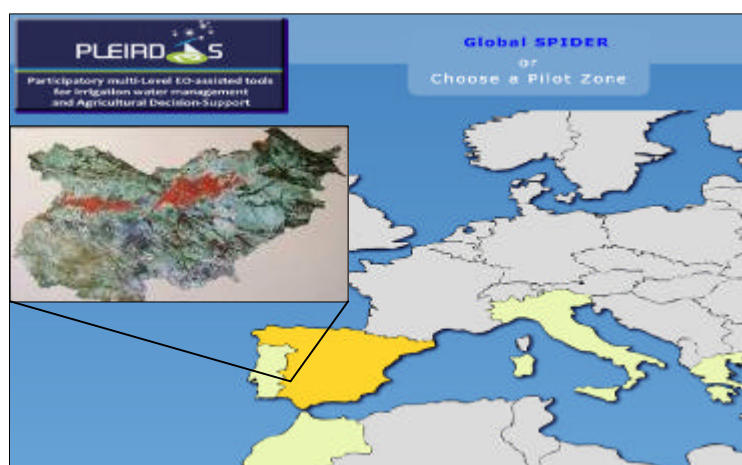 PLEIADeS
Participatory multi-Level EO-assisted tools
for Irrigation water management
and Agricultural Decision-Support
Global SPIDER
or
Choose a Pilot Zone